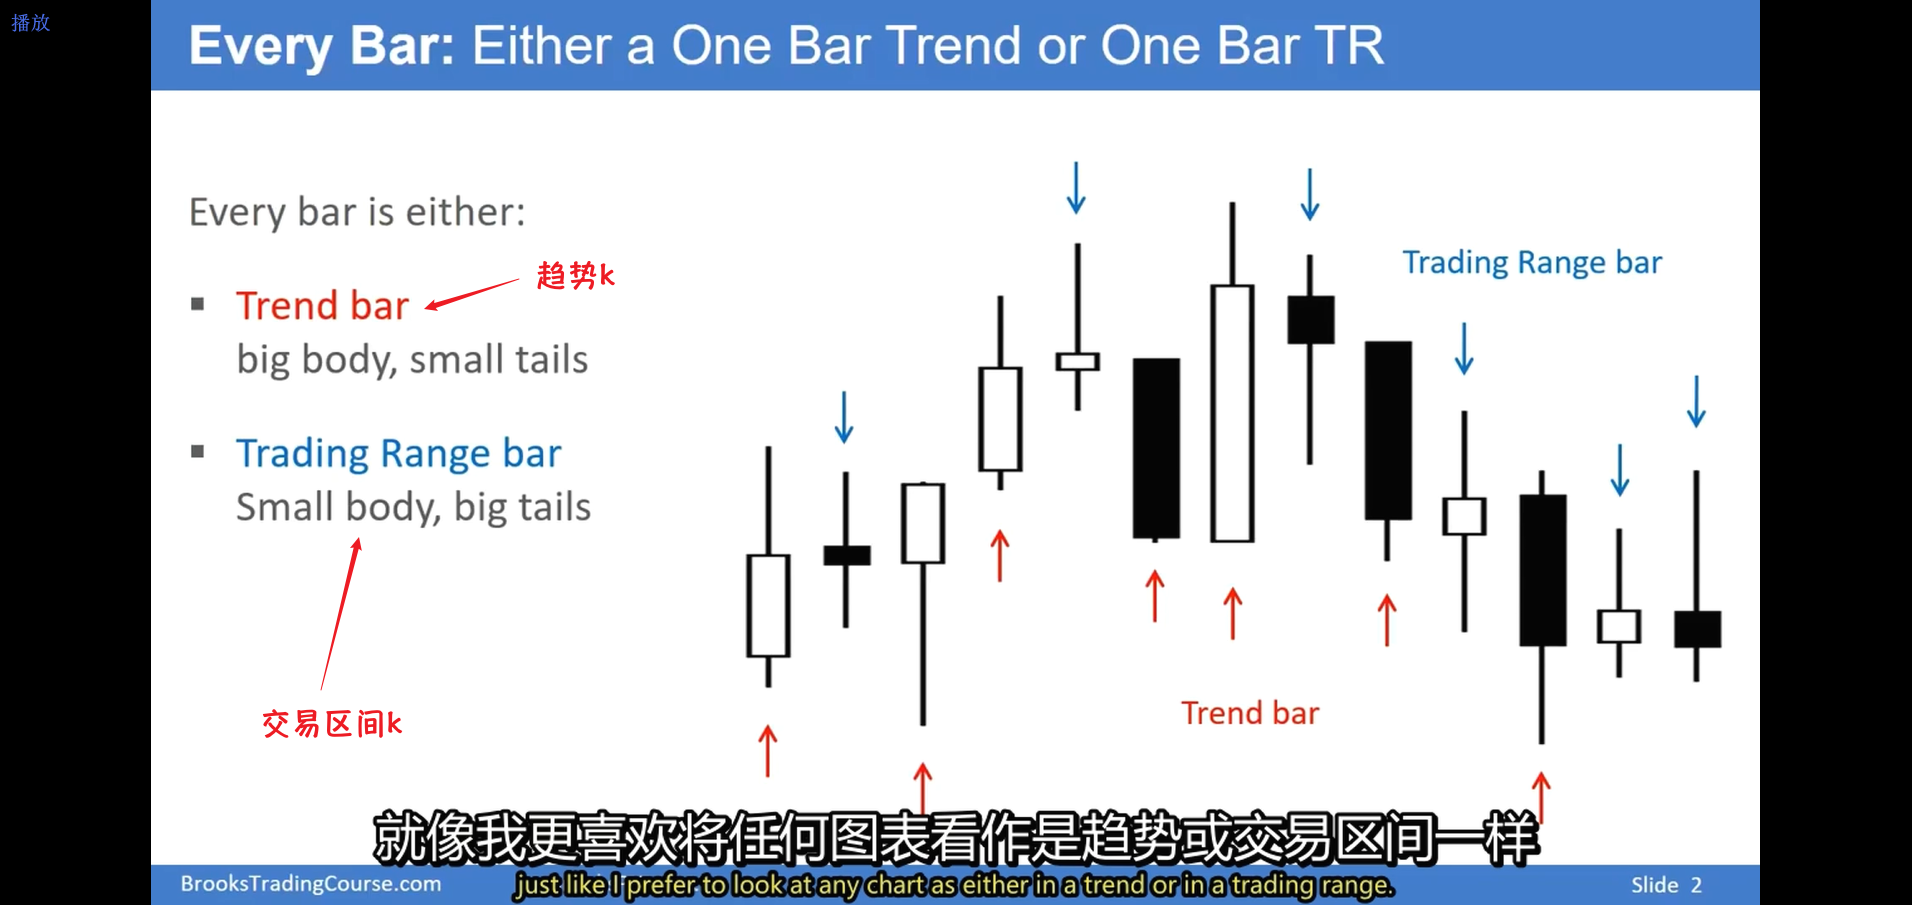 播放
Every Bar: Either a One Bar Trend or One Bar TR
Every bar is either:
趋势k
Trend bar
big body, small tails
Trading Range bar
Small body, big tails
交易区间k
Trading Range bar
Trend bar
就像我更喜欢将任何图表看作是趋势或交易区间一样
BrooksTradingCourse.com
just like I prefer to look at any chart as either in a trend or in a trading range.
Slide 2